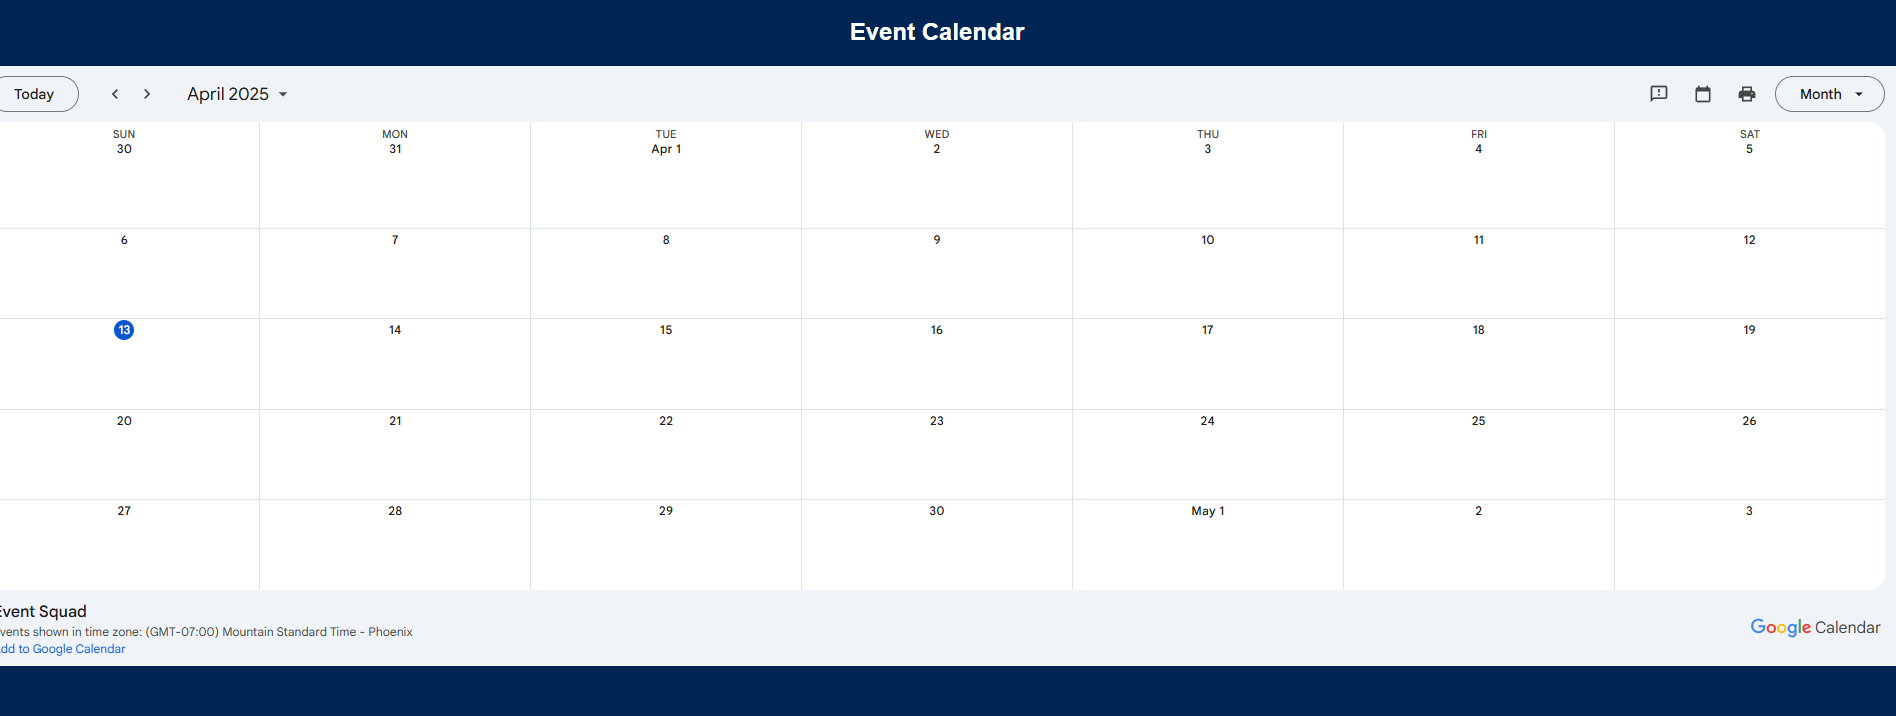 Event Calendar
Today April 2025 Month
SUN MON TUE WED THU FRI SAT
30 31 Apr 1 2 3 4 5
6 7 8 9 10 11 12
13 14 15 16 17 18 19
20 21 22 23 24 25 26
27 28 29 30 May 1 2 3
Event Squad
vents shown in time zone: (GMT-07:00) Mountain Standard Time - Phoenix
dd to Google Calendar
Google Calendar